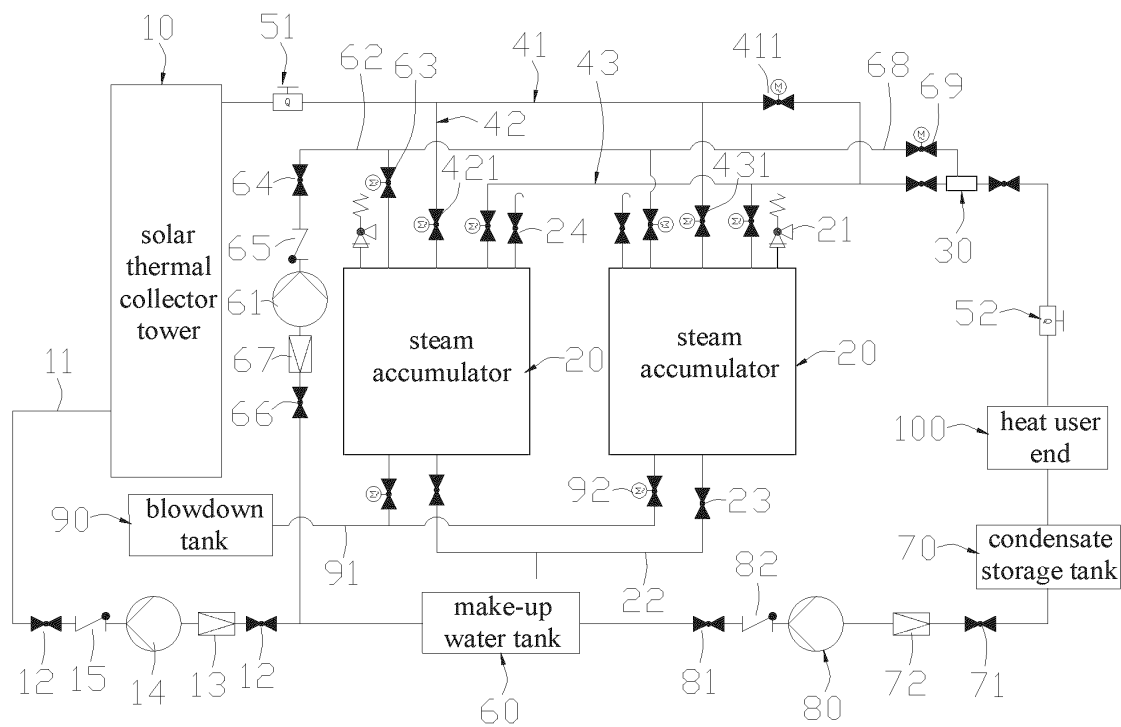 10
51
62
63
41
43
411
68
69
42
64
421
431
65
24
21
30
solar
thermal
collector
tower
61
Q
M
M
steam
accumulator
20
steam
accumulator
20
52
67
11
66
100
heat user
end
90
blowdown
tank
92
23
70
condensate
storage tank
91
22
82
make-up
water tank
12
15
14
13
12
60
81
80
72
71